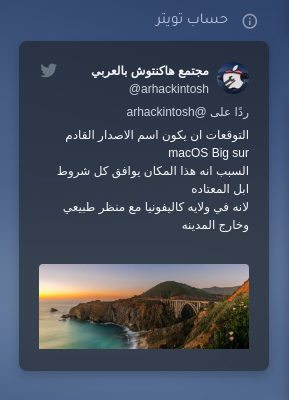 حساب تويتر
مجتمع هاكنتوش بالعربي
@arhackintosh
ردًا على @arhackintosh
التوقعات ان يكون اسم الاصدار القادم
macOS Big sur
السبب انه هذا المكان يوافق كل شروط
ابل المعتاده
لانه في ولايه كاليفونيا مع منظر طبيعي
وخارج المدينه